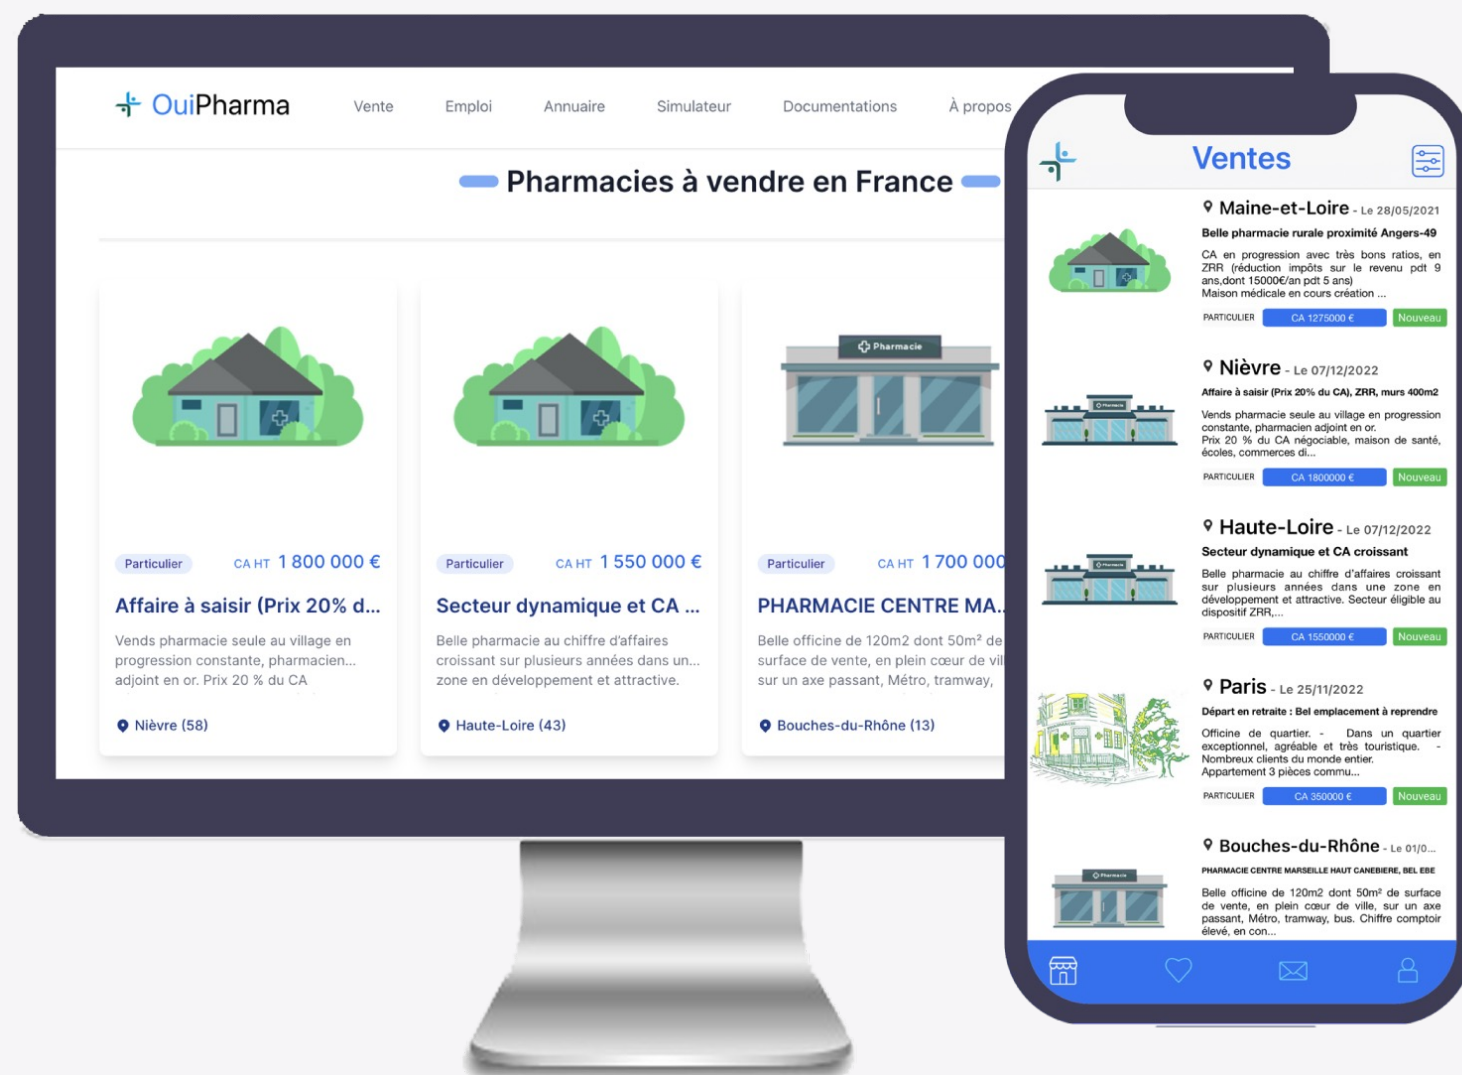 OuiPharma
Vente
Emploi
Annuaire
Simulateur
Documentations
À propos
Pharmacies à vendre en France
Particulier
CA HT 1 800 000 €
Affaire à saisir (Prix 20% d...
Vends pharmacie seule au village en
progression constante, pharmacien...
adjoint en or. Prix 20 % du CA
Nièvre (58)
Particulier
CA HT 1 550 000 €
Secteur dynamique et CA ...
Belle pharmacie au chiffre d'affaires
croissant sur plusieurs années dans un...
zone en développement et attractive.
Haute-Loire (43)
Pharmacie
Particulier
CA HT 1 700 000
PHARMACIE CENTRE MA..
Belle officine de 120m2 dont 50m² de
surface de vente, en plein cœur de vil
sur un axe passant, Métro, tramway,
Bouches-du-Rhône (13)
Ventes
Maine-et-Loire - Le 28/05/2021
Belle pharmacie rurale proximité Angers-49
CA en progression avec très bons ratios, en
ZRR (réduction impôts sur le revenu pdt 9
ans,dont 15000€/an pdt 5 ans)
Maison médicale en cours création ...
PARTICULIER
CA 1275000 €
Nouveau
Pharmacie
Nièvre - Le 07/12/2022
Affaire à saisir (Prix 20% du CA), ZRR, murs 400m2
Vends pharmacie seule au village en progression
constante, pharmacien adjoint en or.
Prix 20 % du CA négociable, maison de santé,
écoles, commerces di...
PARTICULIER
CA 1800000 €
Nouveau
Pharmacie
Haute-Loire - Le 07/12/2022
Secteur dynamique et CA croissant
Belle pharmacie au chiffre d'affaires croissant
sur plusieurs années dans une zone en
développement et attractive. Secteur éligible au
dispositif ZRR,...
PARTICULIER
CA 1550000 €
Nouveau
Paris - Le 25/11/2022
Départ en retraite : Bel emplacement à reprendre
Officine de quartier. - Dans un quartier
exceptionnel, agréable et très touristique. -
Nombreux clients du monde entier.
Appartement 3 pièces commu...
PARTICULIER
CA 350000 €
Nouveau
Pharmacie
Bouches-du-Rhône - Le 01/0...
PHARMACIE CENTRE MARSEILLE HAUT CANEBIERE, BEL EBE
Belle officine de 120m2 dont 50m² de surface
de vente, en plein cœur de ville, sur un axe
passant, Métro, tramway, bus. Chiffre comptoir
élevé, en con...